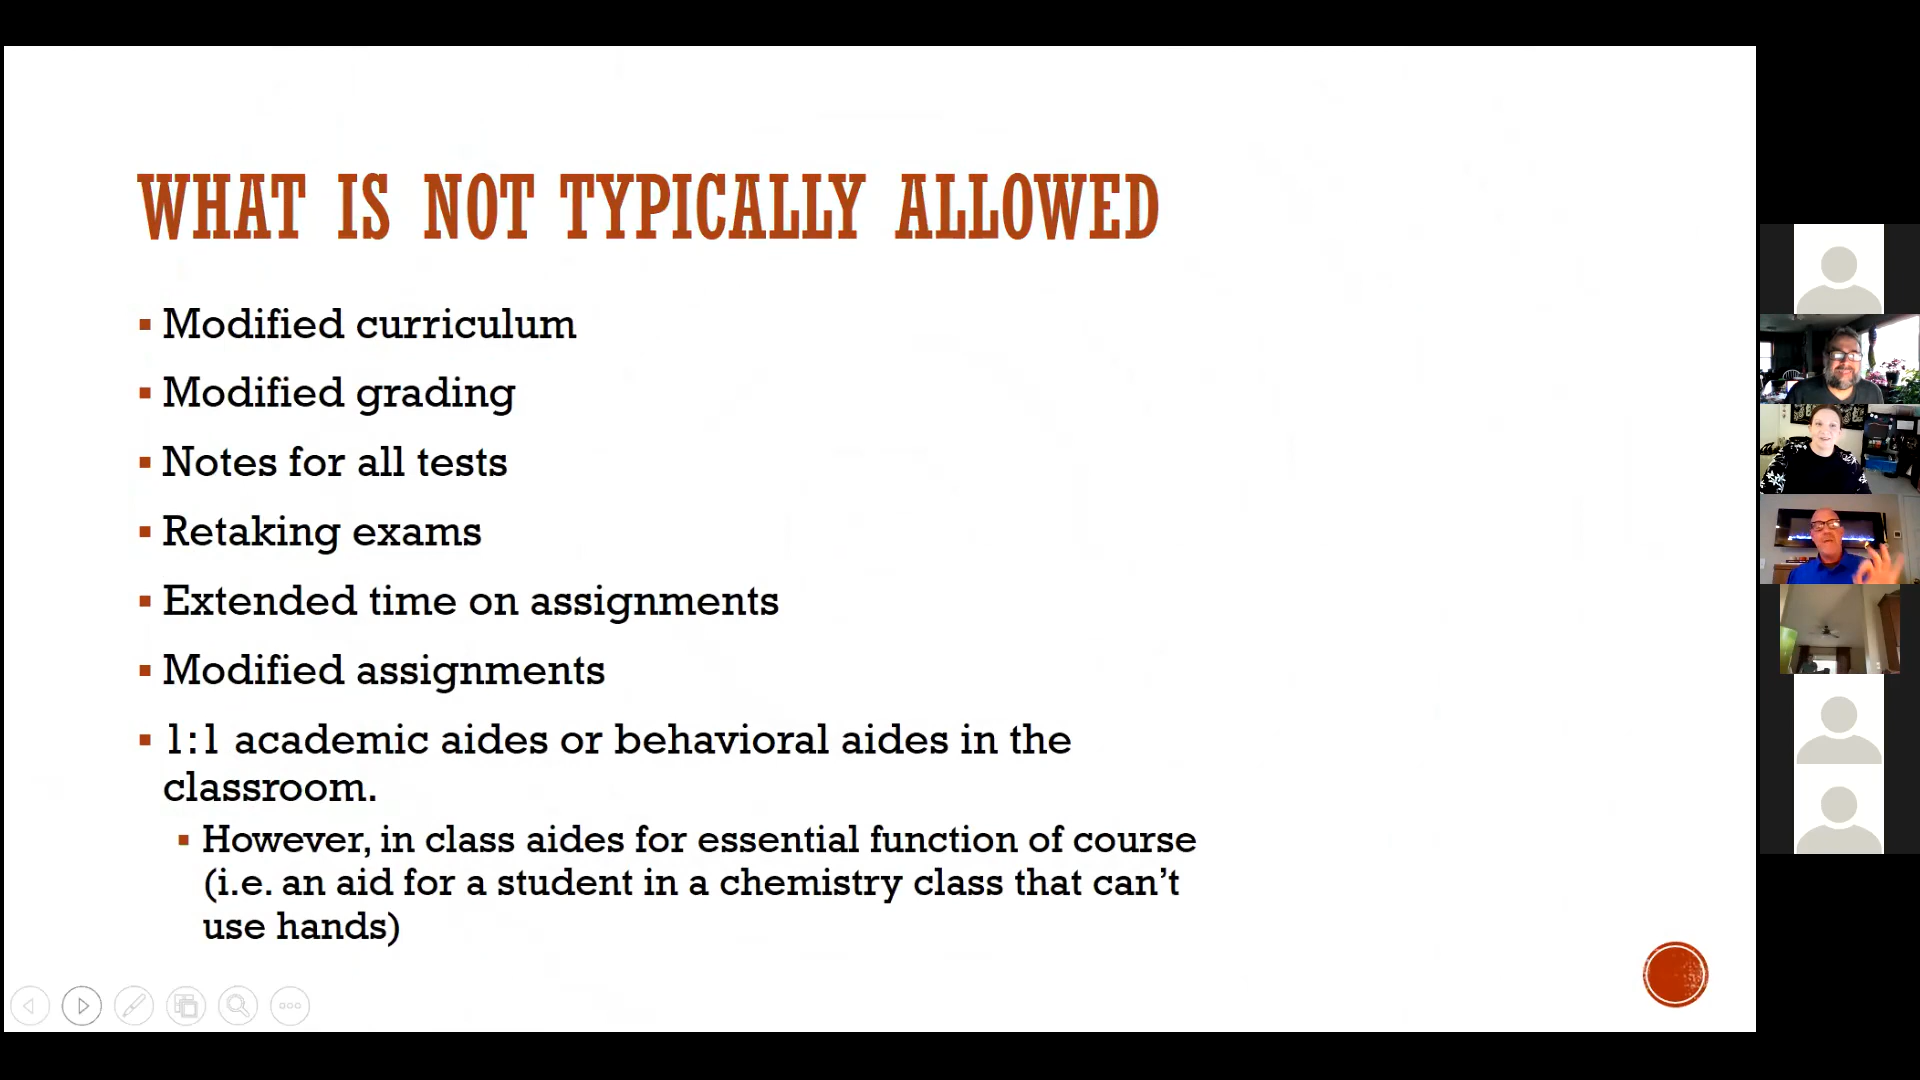 WHAT IS NOT TYPICALLY ALLOWED
Modified curriculum
Modified grading
Notes for all tests
Retaking exams
Extended time on assignments
Modified assignments
1:1 academic aides or behavioral aides in the
classroom.
However, in class aides for essential function of course
(i.e. an aid for a student in a chemistry class that can’t
use hands)